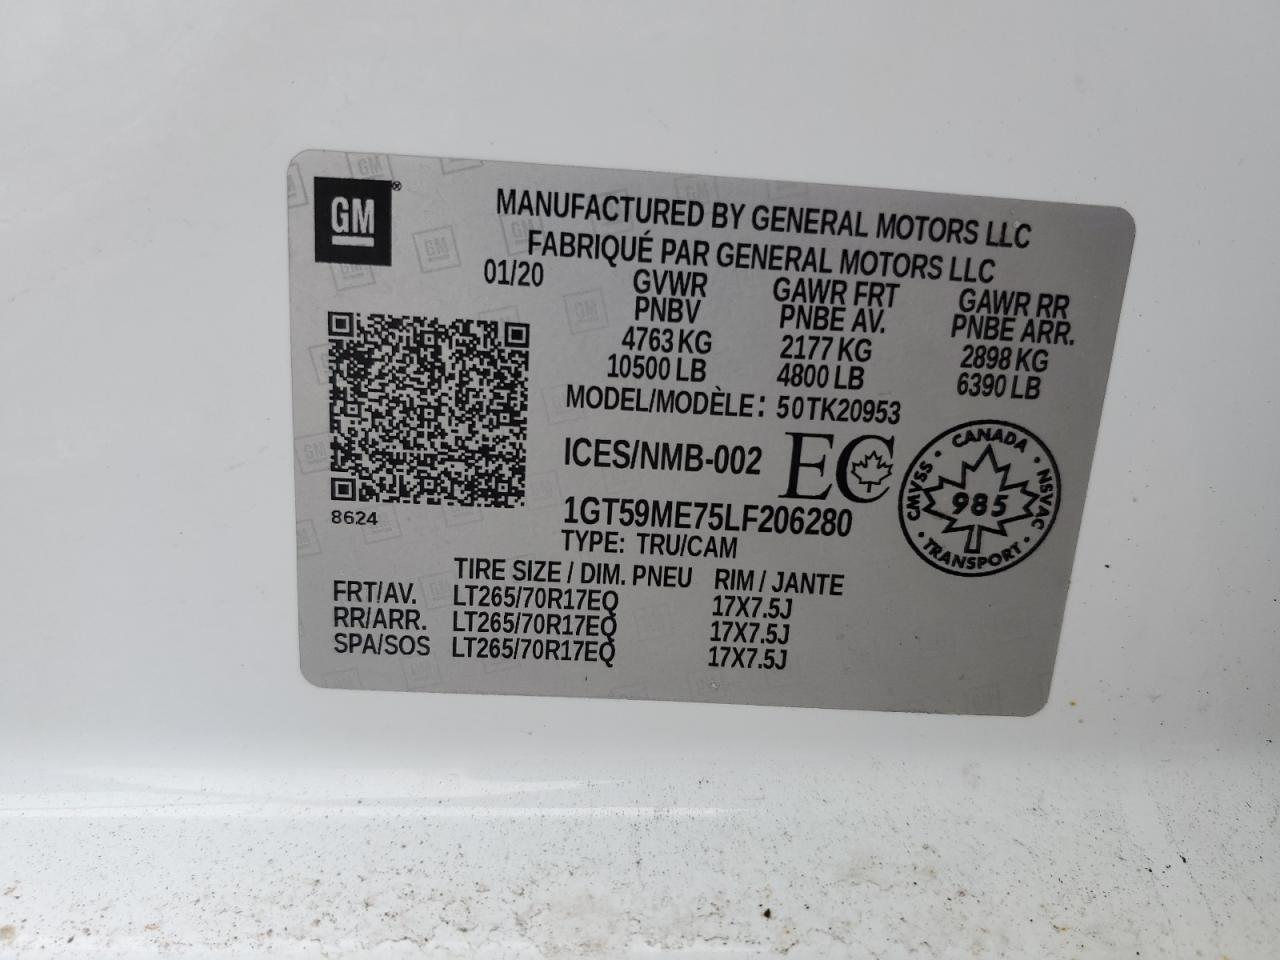 GM®
MANUFACTURED BY GENERAL MOTORS LLC
FABRIQUÉ PAR GENERAL MOTORS LLC
01/20 GVWR GAWR FRT GAWR RR
PNBV PNBE AV. PNBE ARR.
4763 KG 2177 KG 2898 KG
10500 LB 4800 LB 6390 LB
MODEL/MODÈLE: 50TK20953
ICES/NMB-002 EC
CANADA
CMVSS 985 NSVAC
TRANSPORT
8624
1GT59ME75LF206280
TYPE: TRU/CAM
TIRE SIZE / DIM. PNEU RIM / JANTE
FRT/AV. LT265/70R17EQ 17X7.5J
RR/ARR. LT265/70R17EQ 17X7.5J
SPA/SOS LT265/70R17EQ 17X7.5J